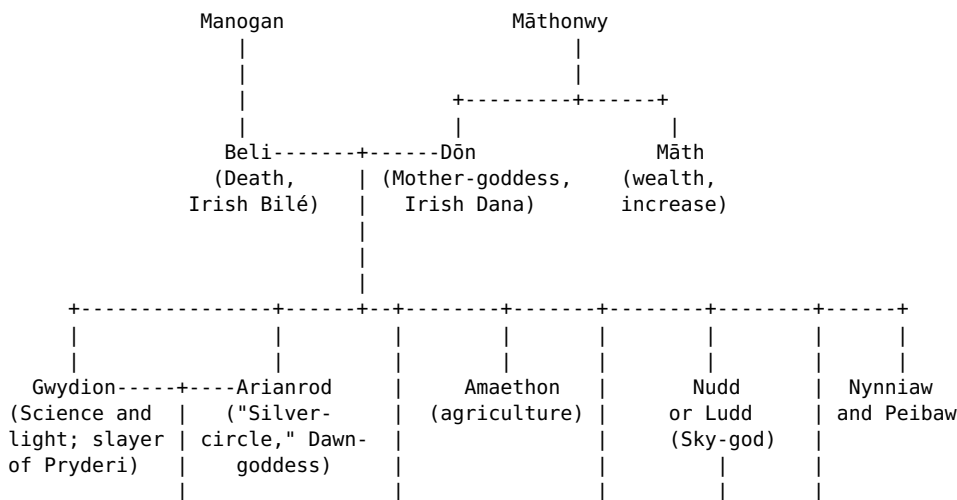 Manogan Māthonwy
Beli Dōn Māth
(Death, (Mother-goddess, (wealth,
Irish Bilé) Irish Dana) increase)
Gwydion Arianrod Amaethon Nudd Nynniaw
(Science and ("Silver- (agriculture) or Ludd and Peibaw
light; slayer circle," Dawn- (Sky-god)
of Pryderi) goddess)